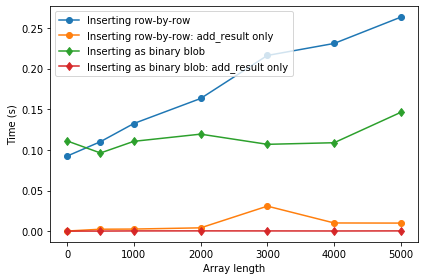 Inserting row-by-row
Inserting row-by-row: add_result only
Inserting as binary blob
Inserting as binary blob: add_result only
Time (s)
0.25
0.20
0.15
0.10
0.05
0.00
0 1000 2000 3000 4000 5000
Array length